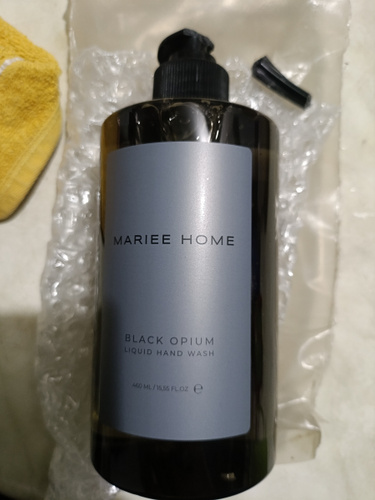 MARIEE HOME
BLACK OPIUM
LIQUID HAND WASH